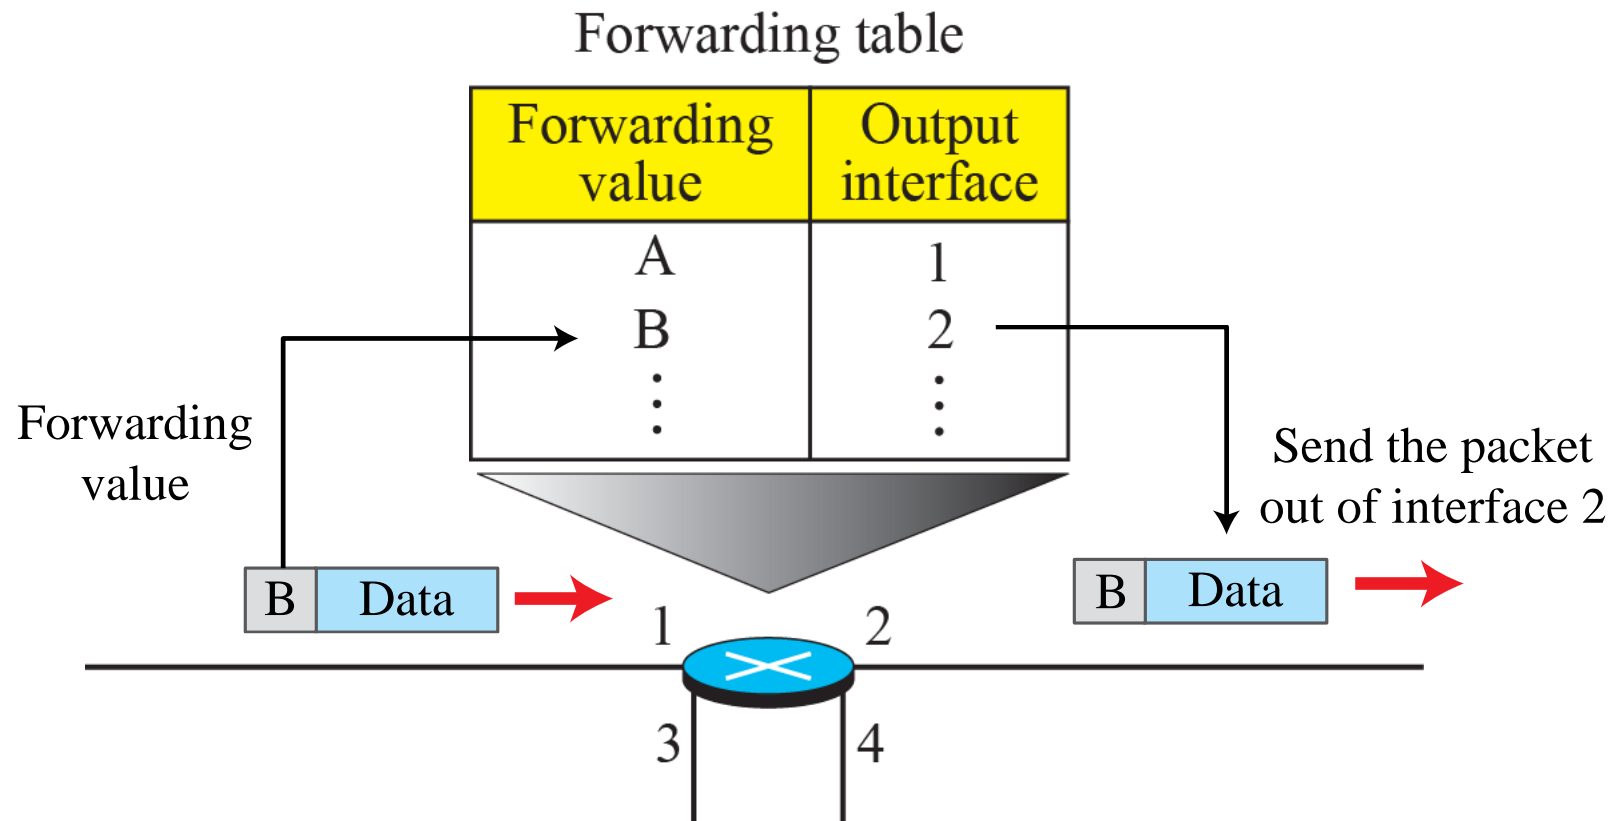 Forwarding table
Forwarding
value
Output
interface
A
1
B
2
Forwarding
value
Send the packet
out of interface 2
B
Data
B
Data
1
2
3
4